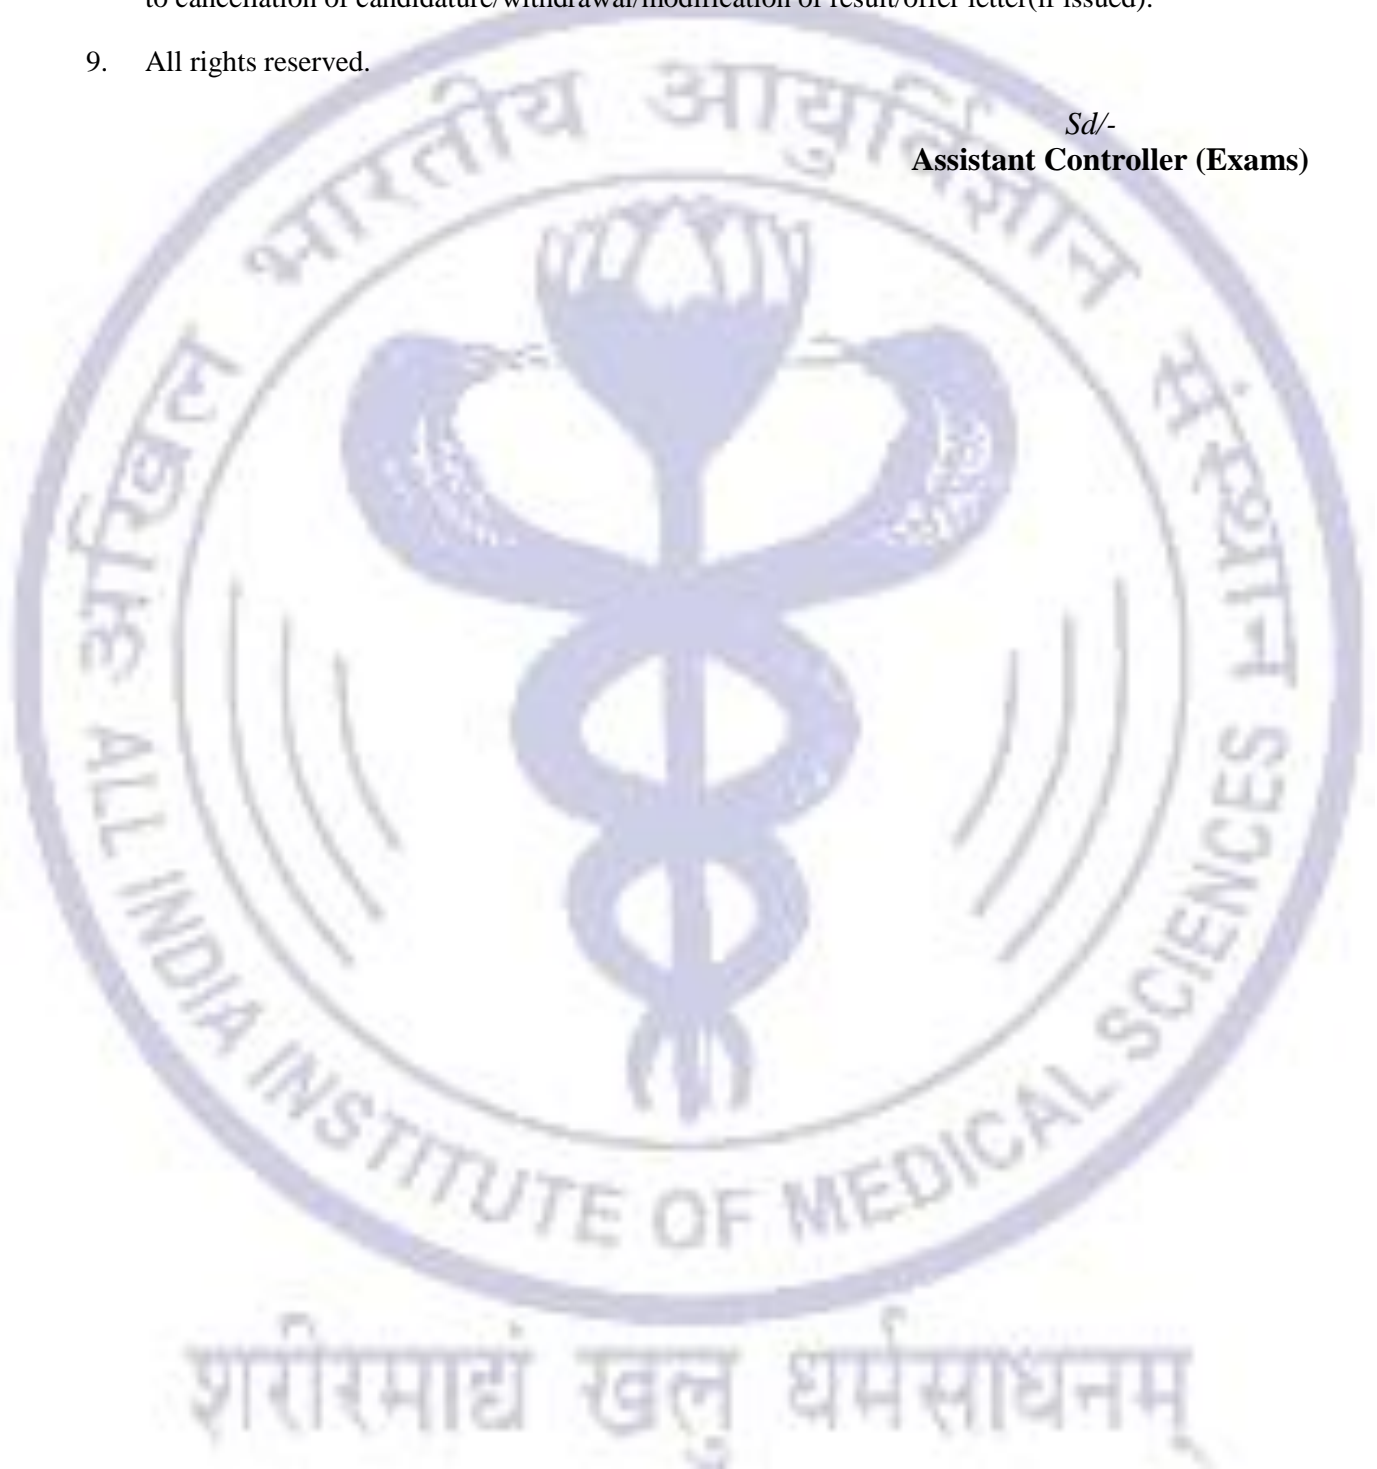 to cancellation of candidature/withdrawal/modification of result/offer letter(if issued).
9. All rights reserved.
Sd/-
Assistant Controller (Exams)
अखिल भारतीय आयुर्विज्ञान संस्थान
ALL INDIA INSTITUTE OF MEDICAL SCIENCES
शरीरमाद्यं खलु धर्मसाधनम्